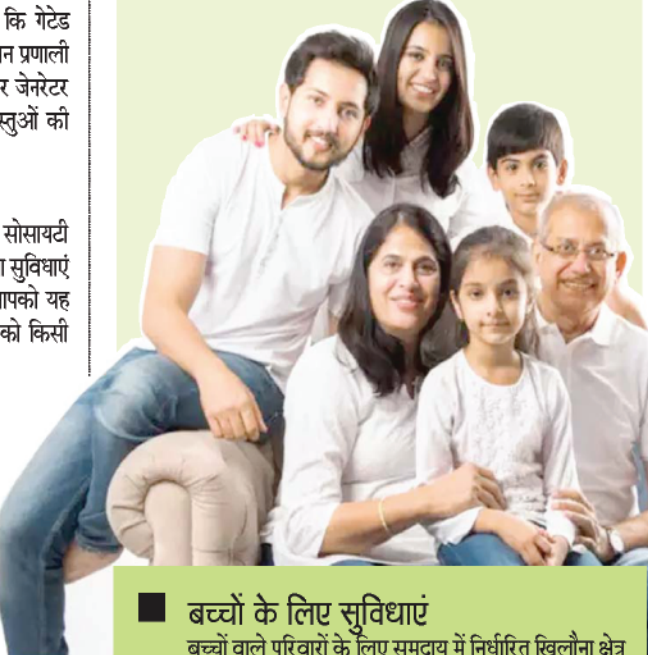 कि गेटेड
न प्रणाली
र जेनरेटर
स्तुओं की
सोसायटी
ा सुविधाएं
ापको यह
को किसी
■ बच्चों के लिए सुविधाएं
बच्चों वाले परिवारों के लिए समुदाय में निर्धारित खिलौना क्षेत्र